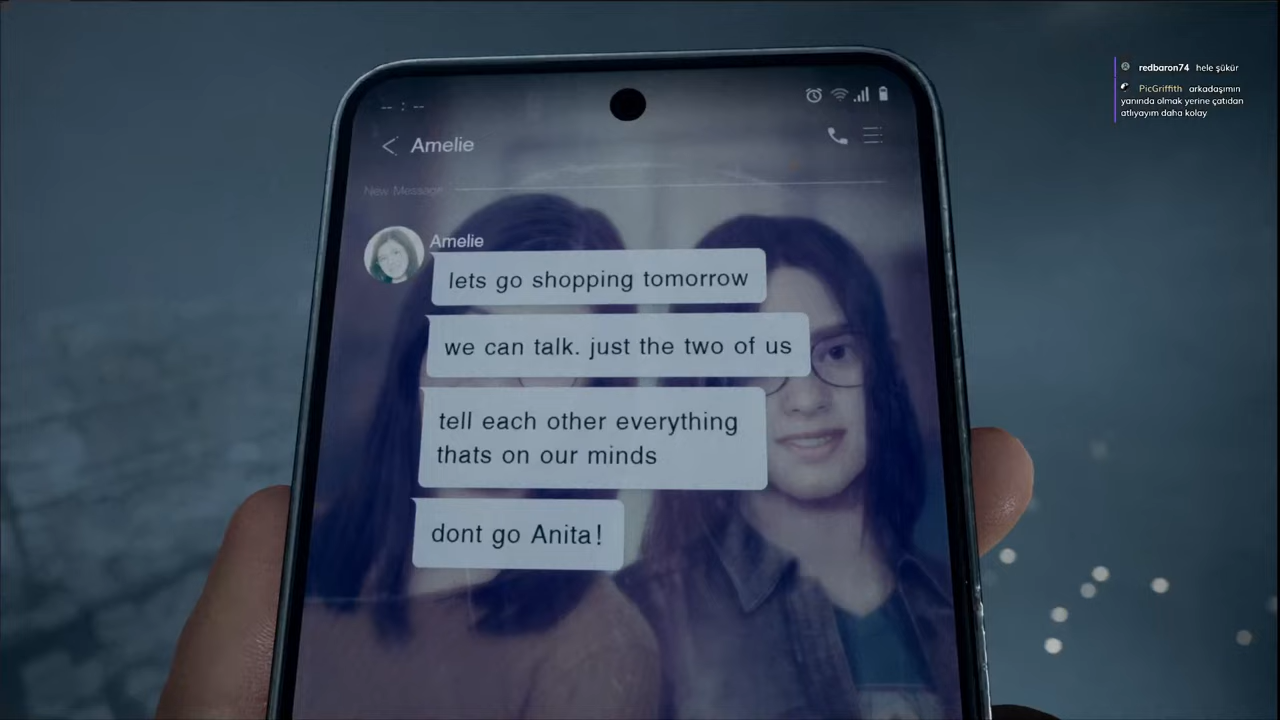 -- : --
Amelie
New Message
Amelie
lets go shopping tomorrow
we can talk. just the two of us
tell each other everything
thats on our minds
dont go Anita!
redbaron74 hele şükür
PicGriffith arkadaşımın
yanında olmak yerine çatıdan
atlıyayım daha kolay